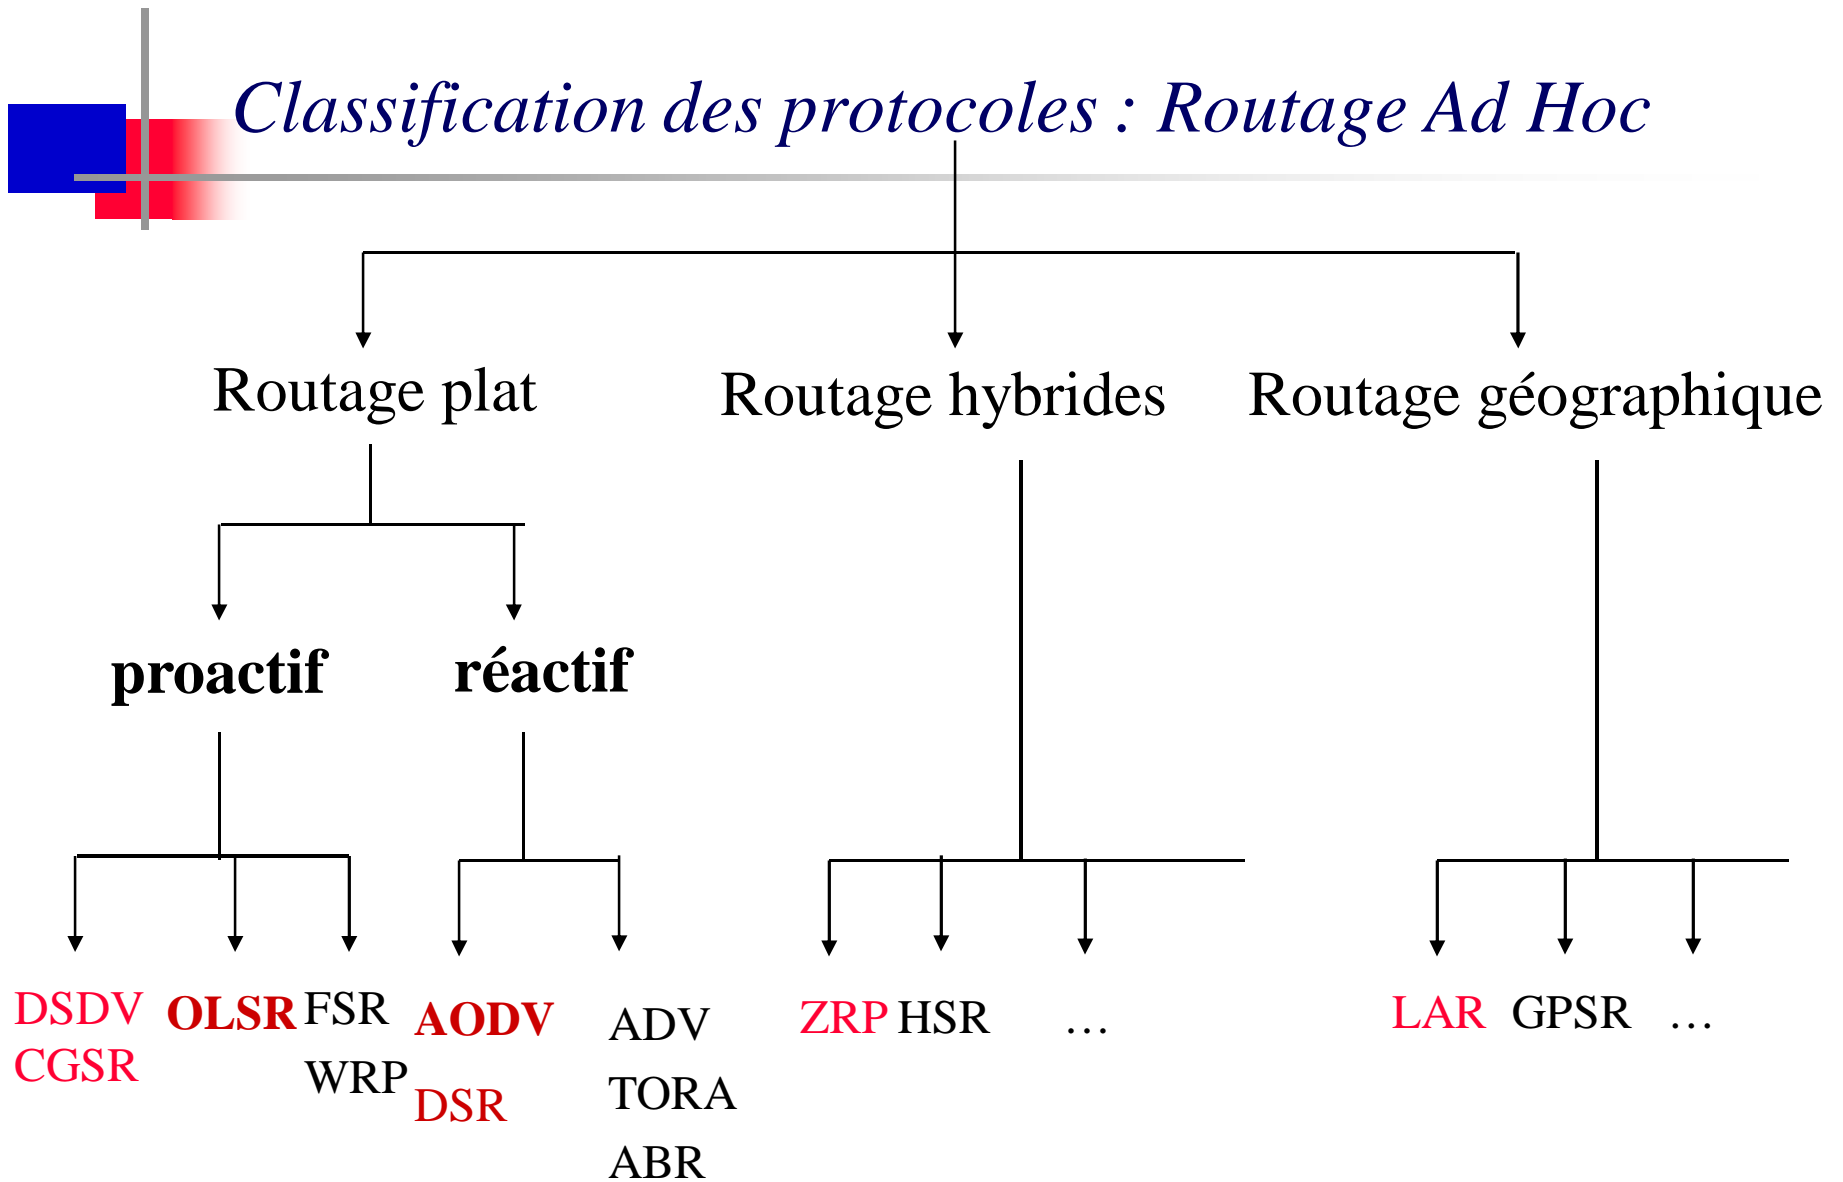 Classification des protocoles : Routage Ad Hoc
Routage plat
Routage hybrides
Routage géographique
proactif
réactif
DSDV
CGSR
OLSR
FSR
WRP
AODV
DSR
ADV
TORA
ABR
ZRP
HSR
…
LAR
GPSR
…